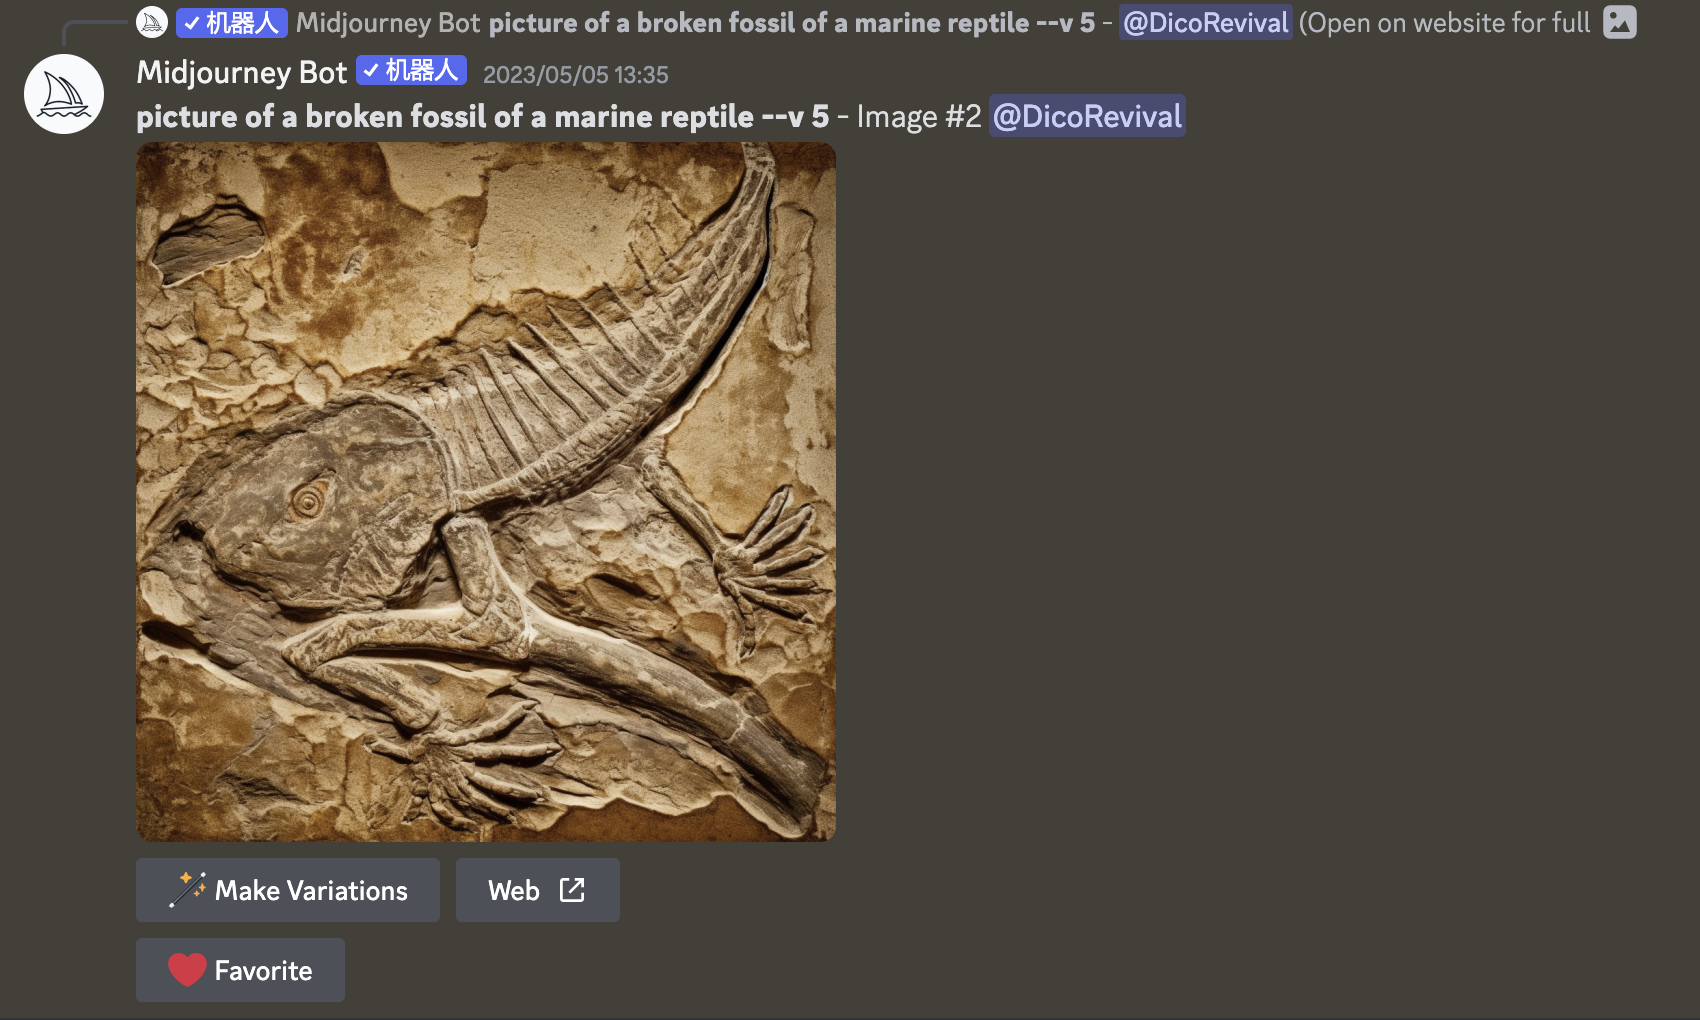 机器人 Midjourney Bot picture of a broken fossil of a marine reptile --v 5 - @DicoRevival (Open on website for full
Midjourney Bot 机器人 2023/05/05 13:35
picture of a broken fossil of a marine reptile --v 5 - Image #2 @DicoRevival
Make Variations Web
Favorite